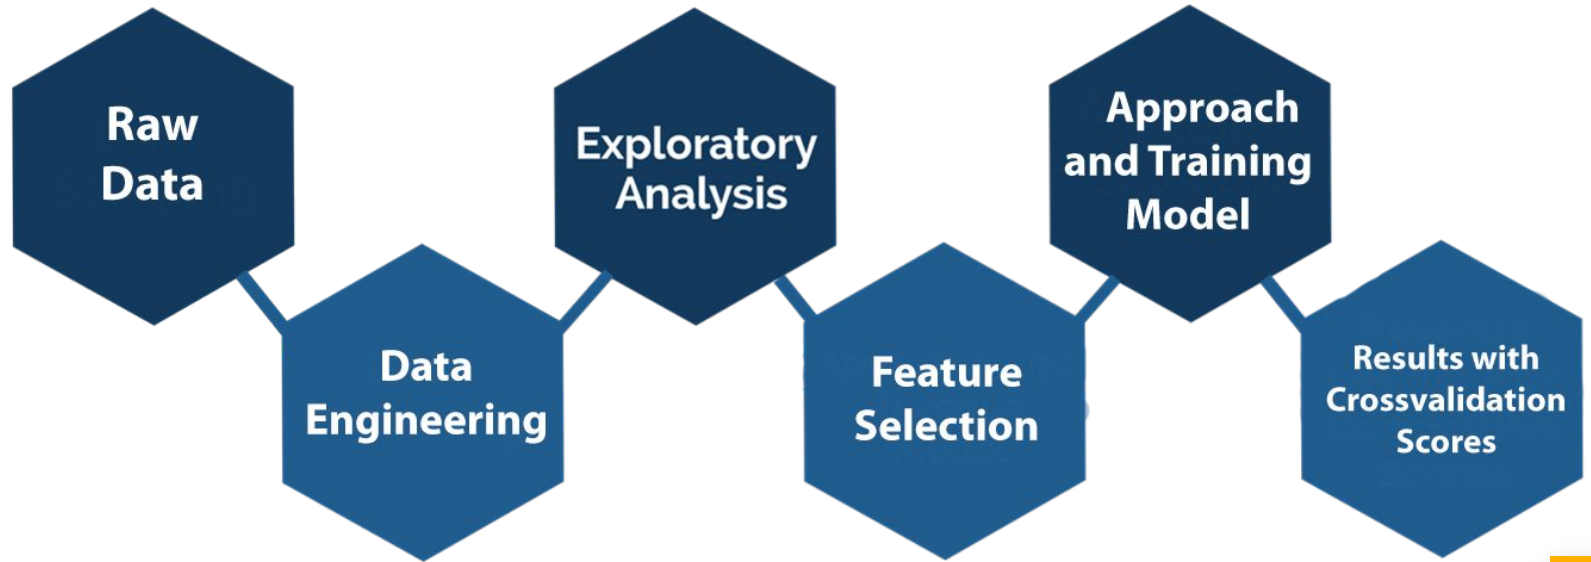 Raw
Data
Data
Engineering
Exploratory
Analysis
Feature
Selection
Approach
and Training
Model
Results with
Crossvalidation
Scores